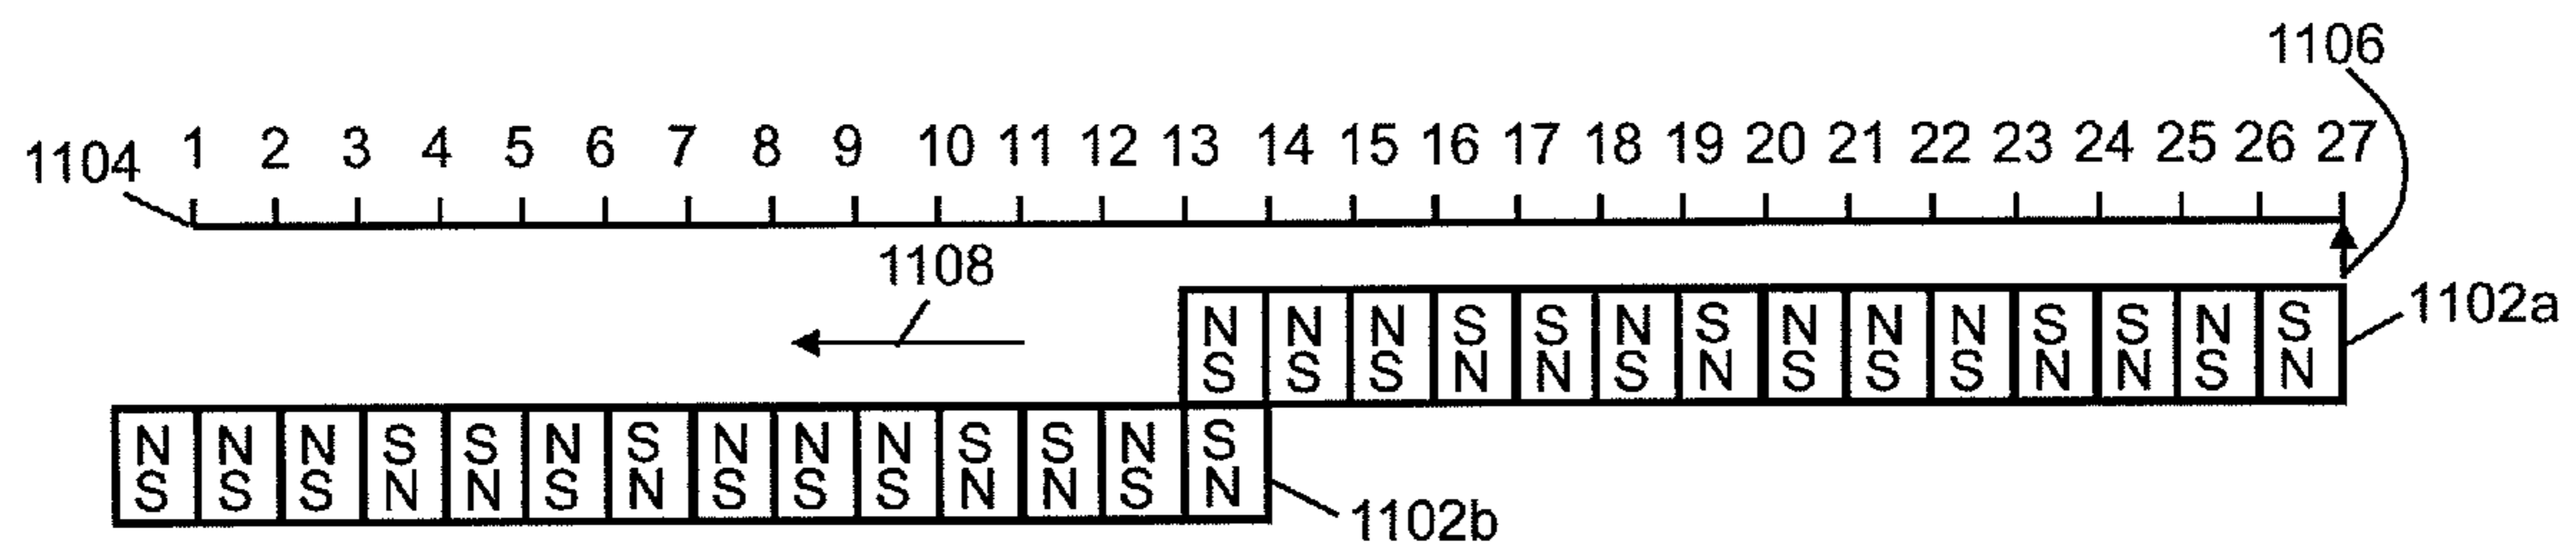 1106
1104 1 2 3 4 5 6 7 8 9 10 11 12 13 14 15 16 17 18 19 20 21 22 23 24 25 26 27
1108
N N N S S N S N N N S S N S 1102a
S S S N N S N S S S N N S N
N N N S S N S N N N S S N S
S S S N N S N S S S N N S N 1102b